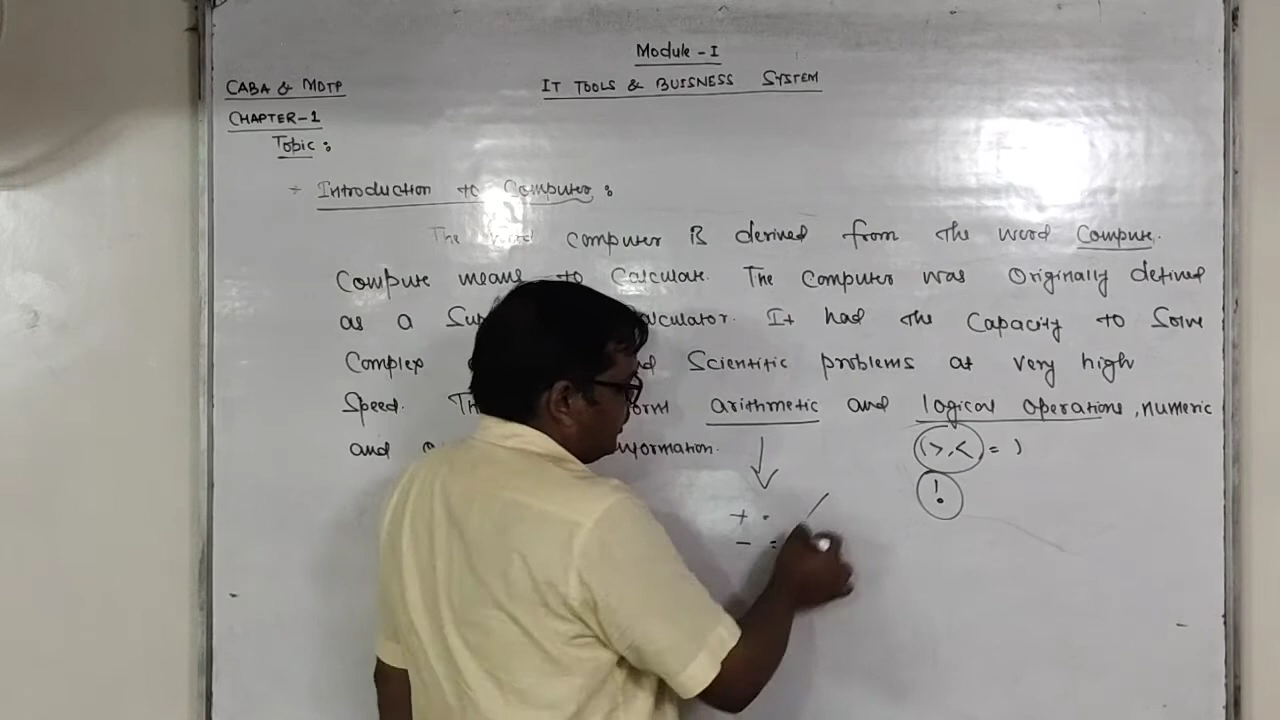 Module - I
CABA & MDTP
IT TOOLS & BUISNESS SYSTEM
CHAPTER-1
Topic :
Introduction to Computer :
The computer is derived from the word Compute.
Compute means to Calculate. The Computer was Originally defined
as a Calculator. It had the Capacity to Solve
Complex Scientific problems at very high
Speed. arithmetic and logical operations, numeric
and
(>,< = )
!
+
- =
/